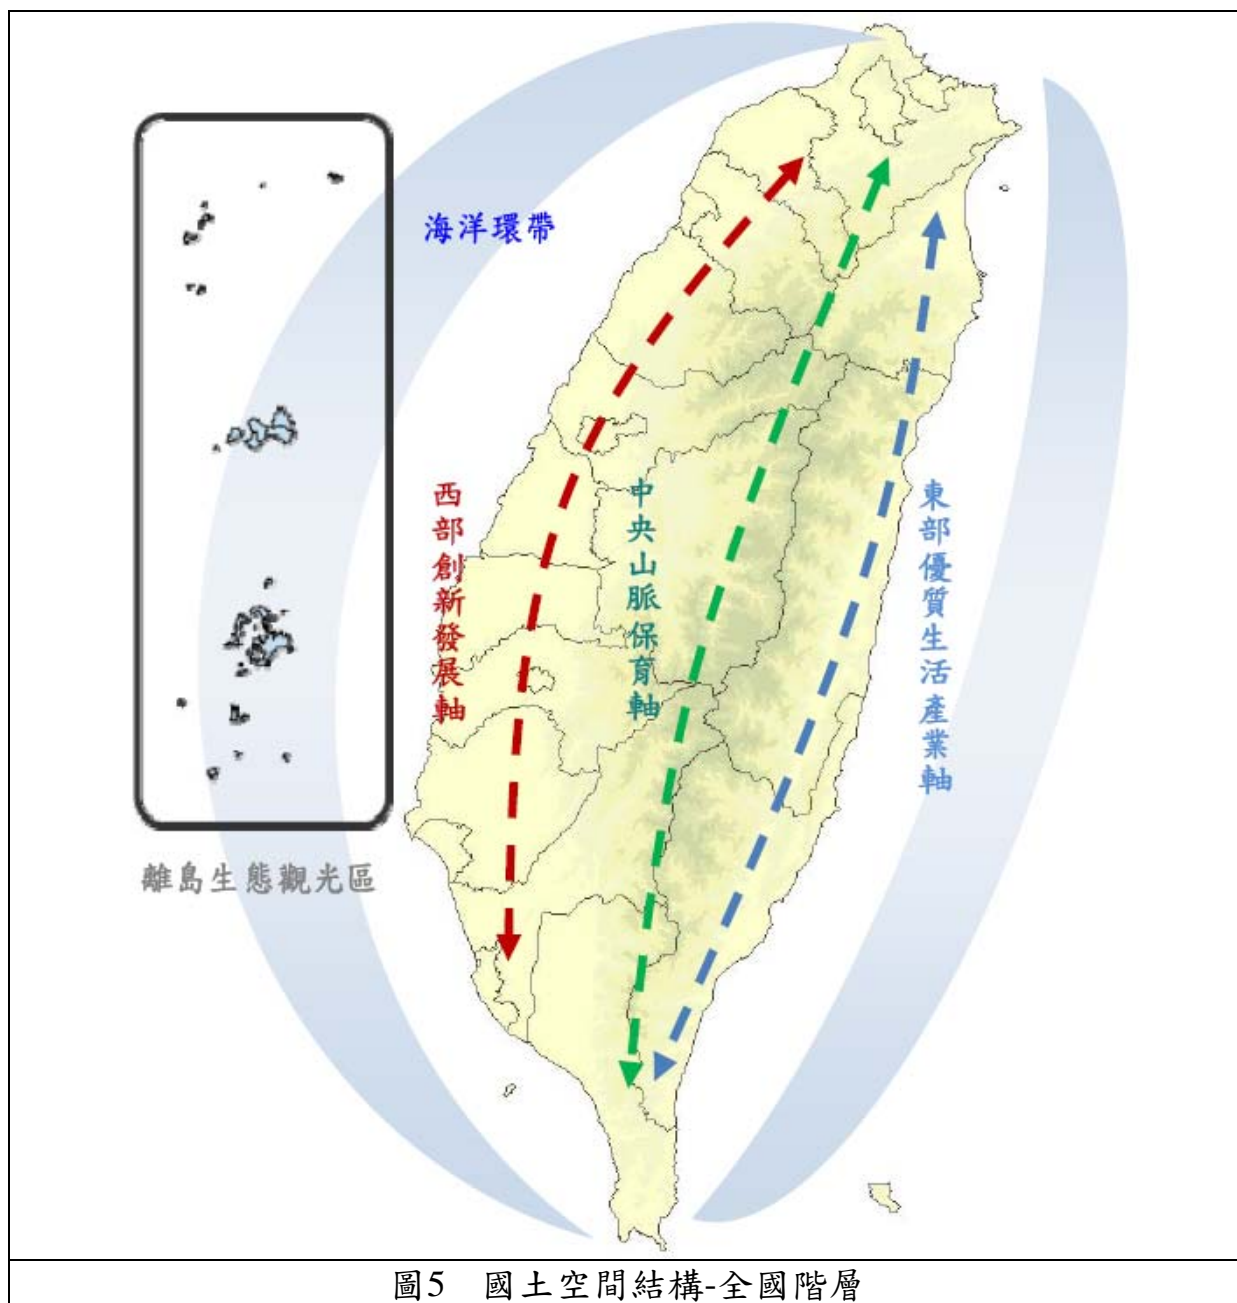 海洋環帶
西部創新發展軸
中央山脈保育軸
東部優質生活產業軸
離島生態觀光區
圖5 國土空間結構-全國階層